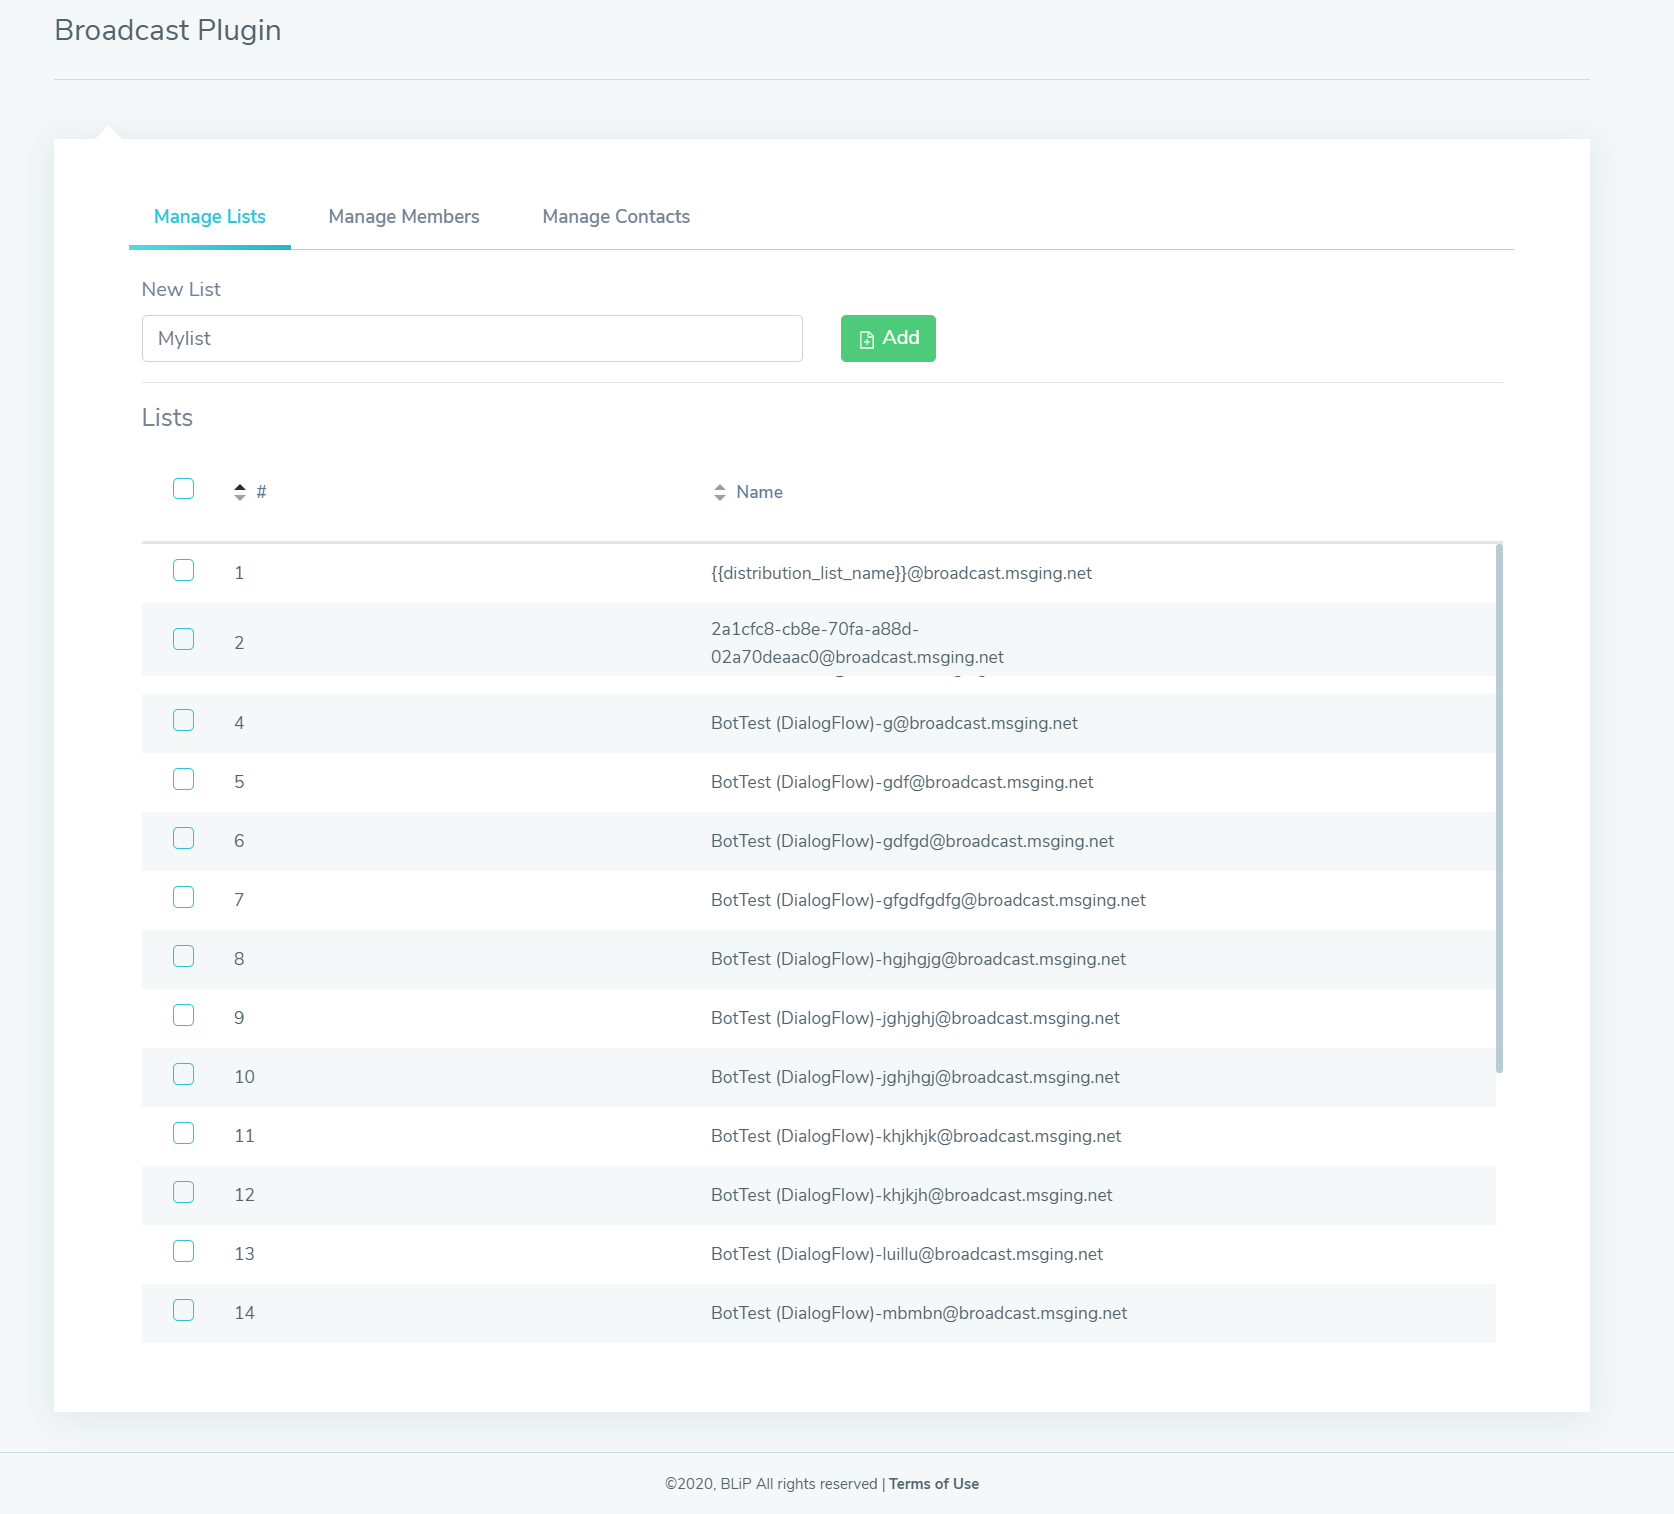 Broadcast Plugin
Manage Lists Manage Members Manage Contacts
New List
Mylist Add
Lists
# Name
1 {{distribution_list_name}}@broadcast.msging.net
2 2a1cfc8-cb8e-70fa-a88d-
02a70deaac0@broadcast.msging.net
4 BotTest (DialogFlow)-g@broadcast.msging.net
5 BotTest (DialogFlow)-gdf@broadcast.msging.net
6 BotTest (DialogFlow)-gdfgd@broadcast.msging.net
7 BotTest (DialogFlow)-gfgdfgdfg@broadcast.msging.net
8 BotTest (DialogFlow)-hgjhgjg@broadcast.msging.net
9 BotTest (DialogFlow)-jghjghj@broadcast.msging.net
10 BotTest (DialogFlow)-jghjhgj@broadcast.msging.net
11 BotTest (DialogFlow)-khjkhjk@broadcast.msging.net
12 BotTest (DialogFlow)-khjkjh@broadcast.msging.net
13 BotTest (DialogFlow)-luillu@broadcast.msging.net
14 BotTest (DialogFlow)-mbmbn@broadcast.msging.net
©2020, BLiP All rights reserved | Terms of Use